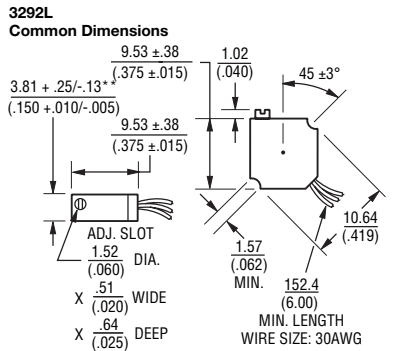 3292L
Common Dimensions
9.53 ±.38
(.375 ±.015)
1.02
(.040)
45 ±3°
3.81 + .25/-.13**
(.150 +.010/-.005)
9.53 ±.38
(.375 ±.015)
ADJ. SLOT
1.52
(.060)
DIA.
X .51
(.020)
WIDE
X .64
(.025)
DEEP
1.57
(.062)
MIN.
10.64
(.419)
152.4
(6.00)
MIN. LENGTH
WIRE SIZE: 30AWG